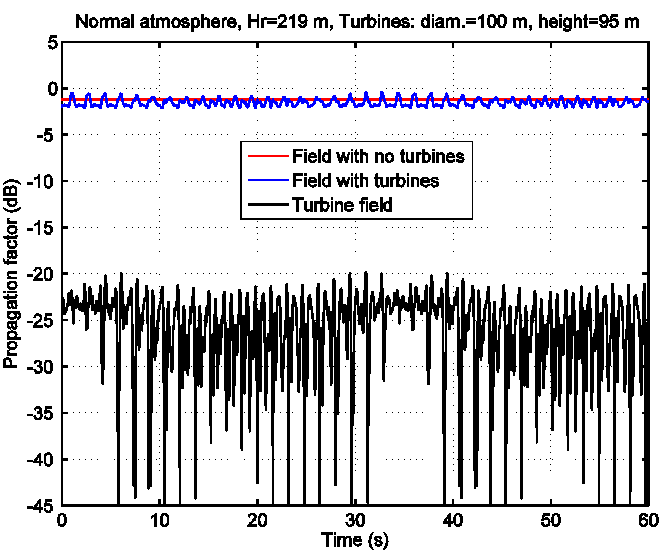 Normal atmosphere, Hr=219 m, Turbines: diam.=100 m, height=95 m
5
0
-5
-10
-15
-20
-25
-30
-35
-40
-45
Propagation factor (dB)
Field with no turbines
Field with turbines
Turbine field
0 10 20 30 40 50 60
Time (s)